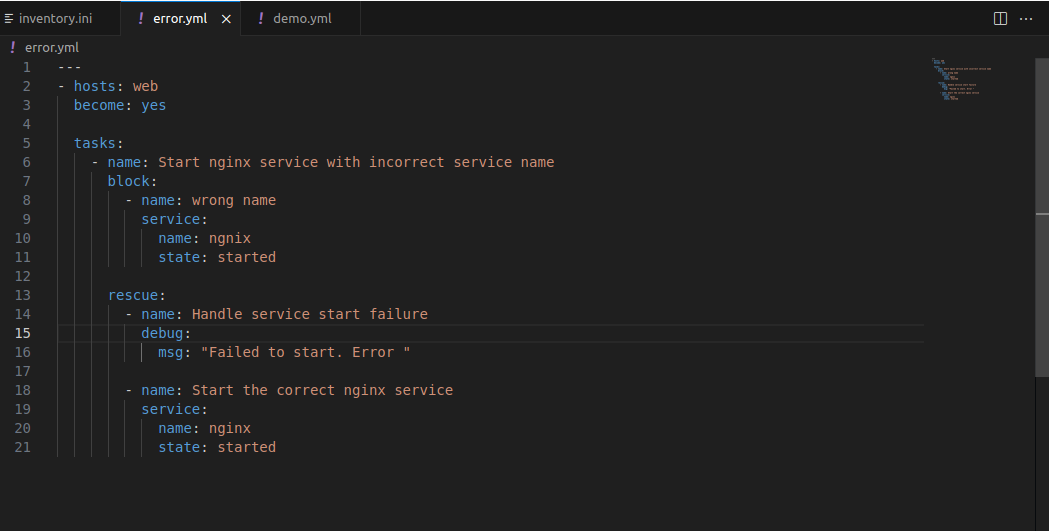 inventory.ini
! error.yml ×
! demo.yml
! error.yml
1 ---
2 - hosts: web
3 become: yes
4
5 tasks:
6 - name: Start nginx service with incorrect service name
7 block:
8 - name: wrong name
9 service:
10 name: ngnix
11 state: started
12
13 rescue:
14 - name: Handle service start failure
15 debug:
16 msg: "Failed to start. Error "
17
18 - name: Start the correct nginx service
19 service:
20 name: nginx
21 state: started